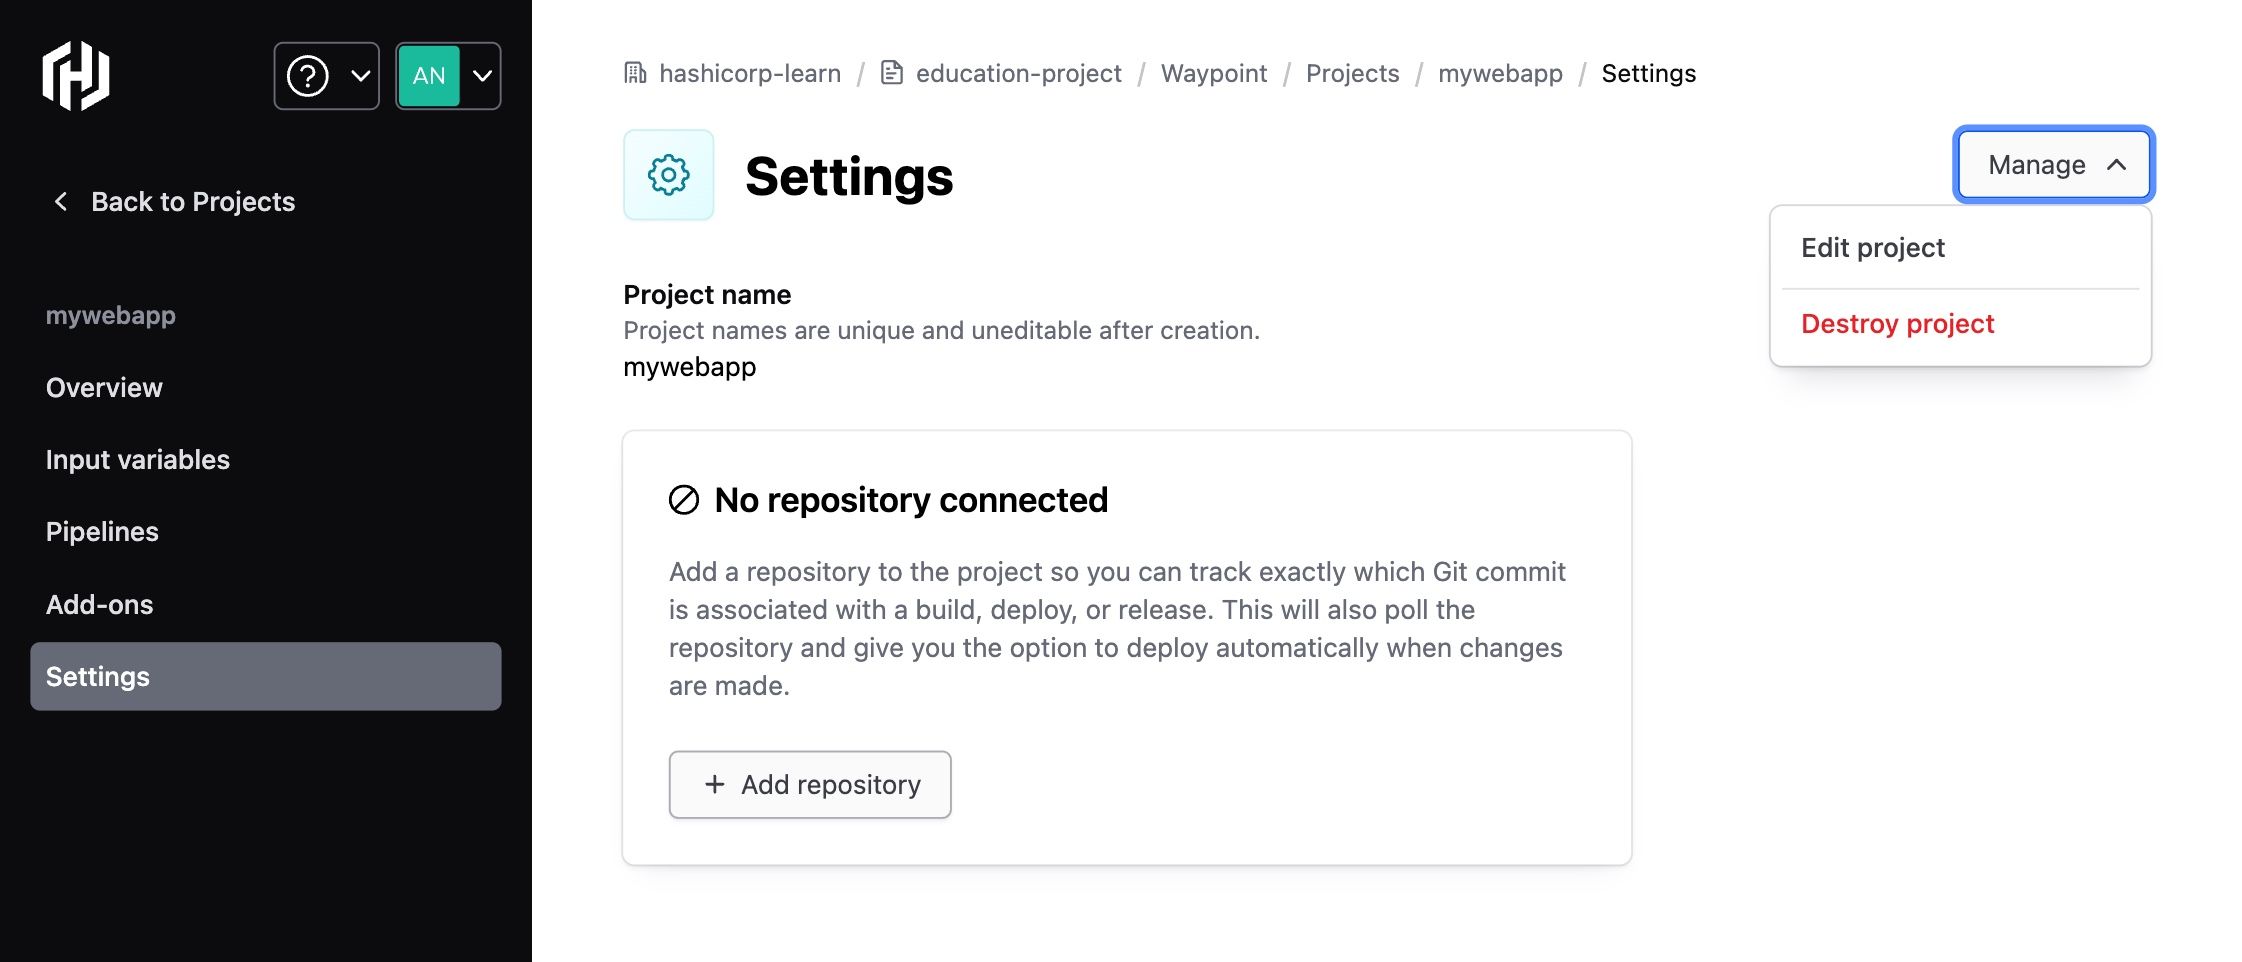 AN
Back to Projects
mywebapp
Overview
Input variables
Pipelines
Add-ons
Settings
hashicorp-learn / education-project / Waypoint / Projects / mywebapp / Settings
Settings
Manage
Edit project
Destroy project
Project name
Project names are unique and uneditable after creation.
mywebapp
No repository connected
Add a repository to the project so you can track exactly which Git commit
is associated with a build, deploy, or release. This will also poll the
repository and give you the option to deploy automatically when changes
are made.
+ Add repository